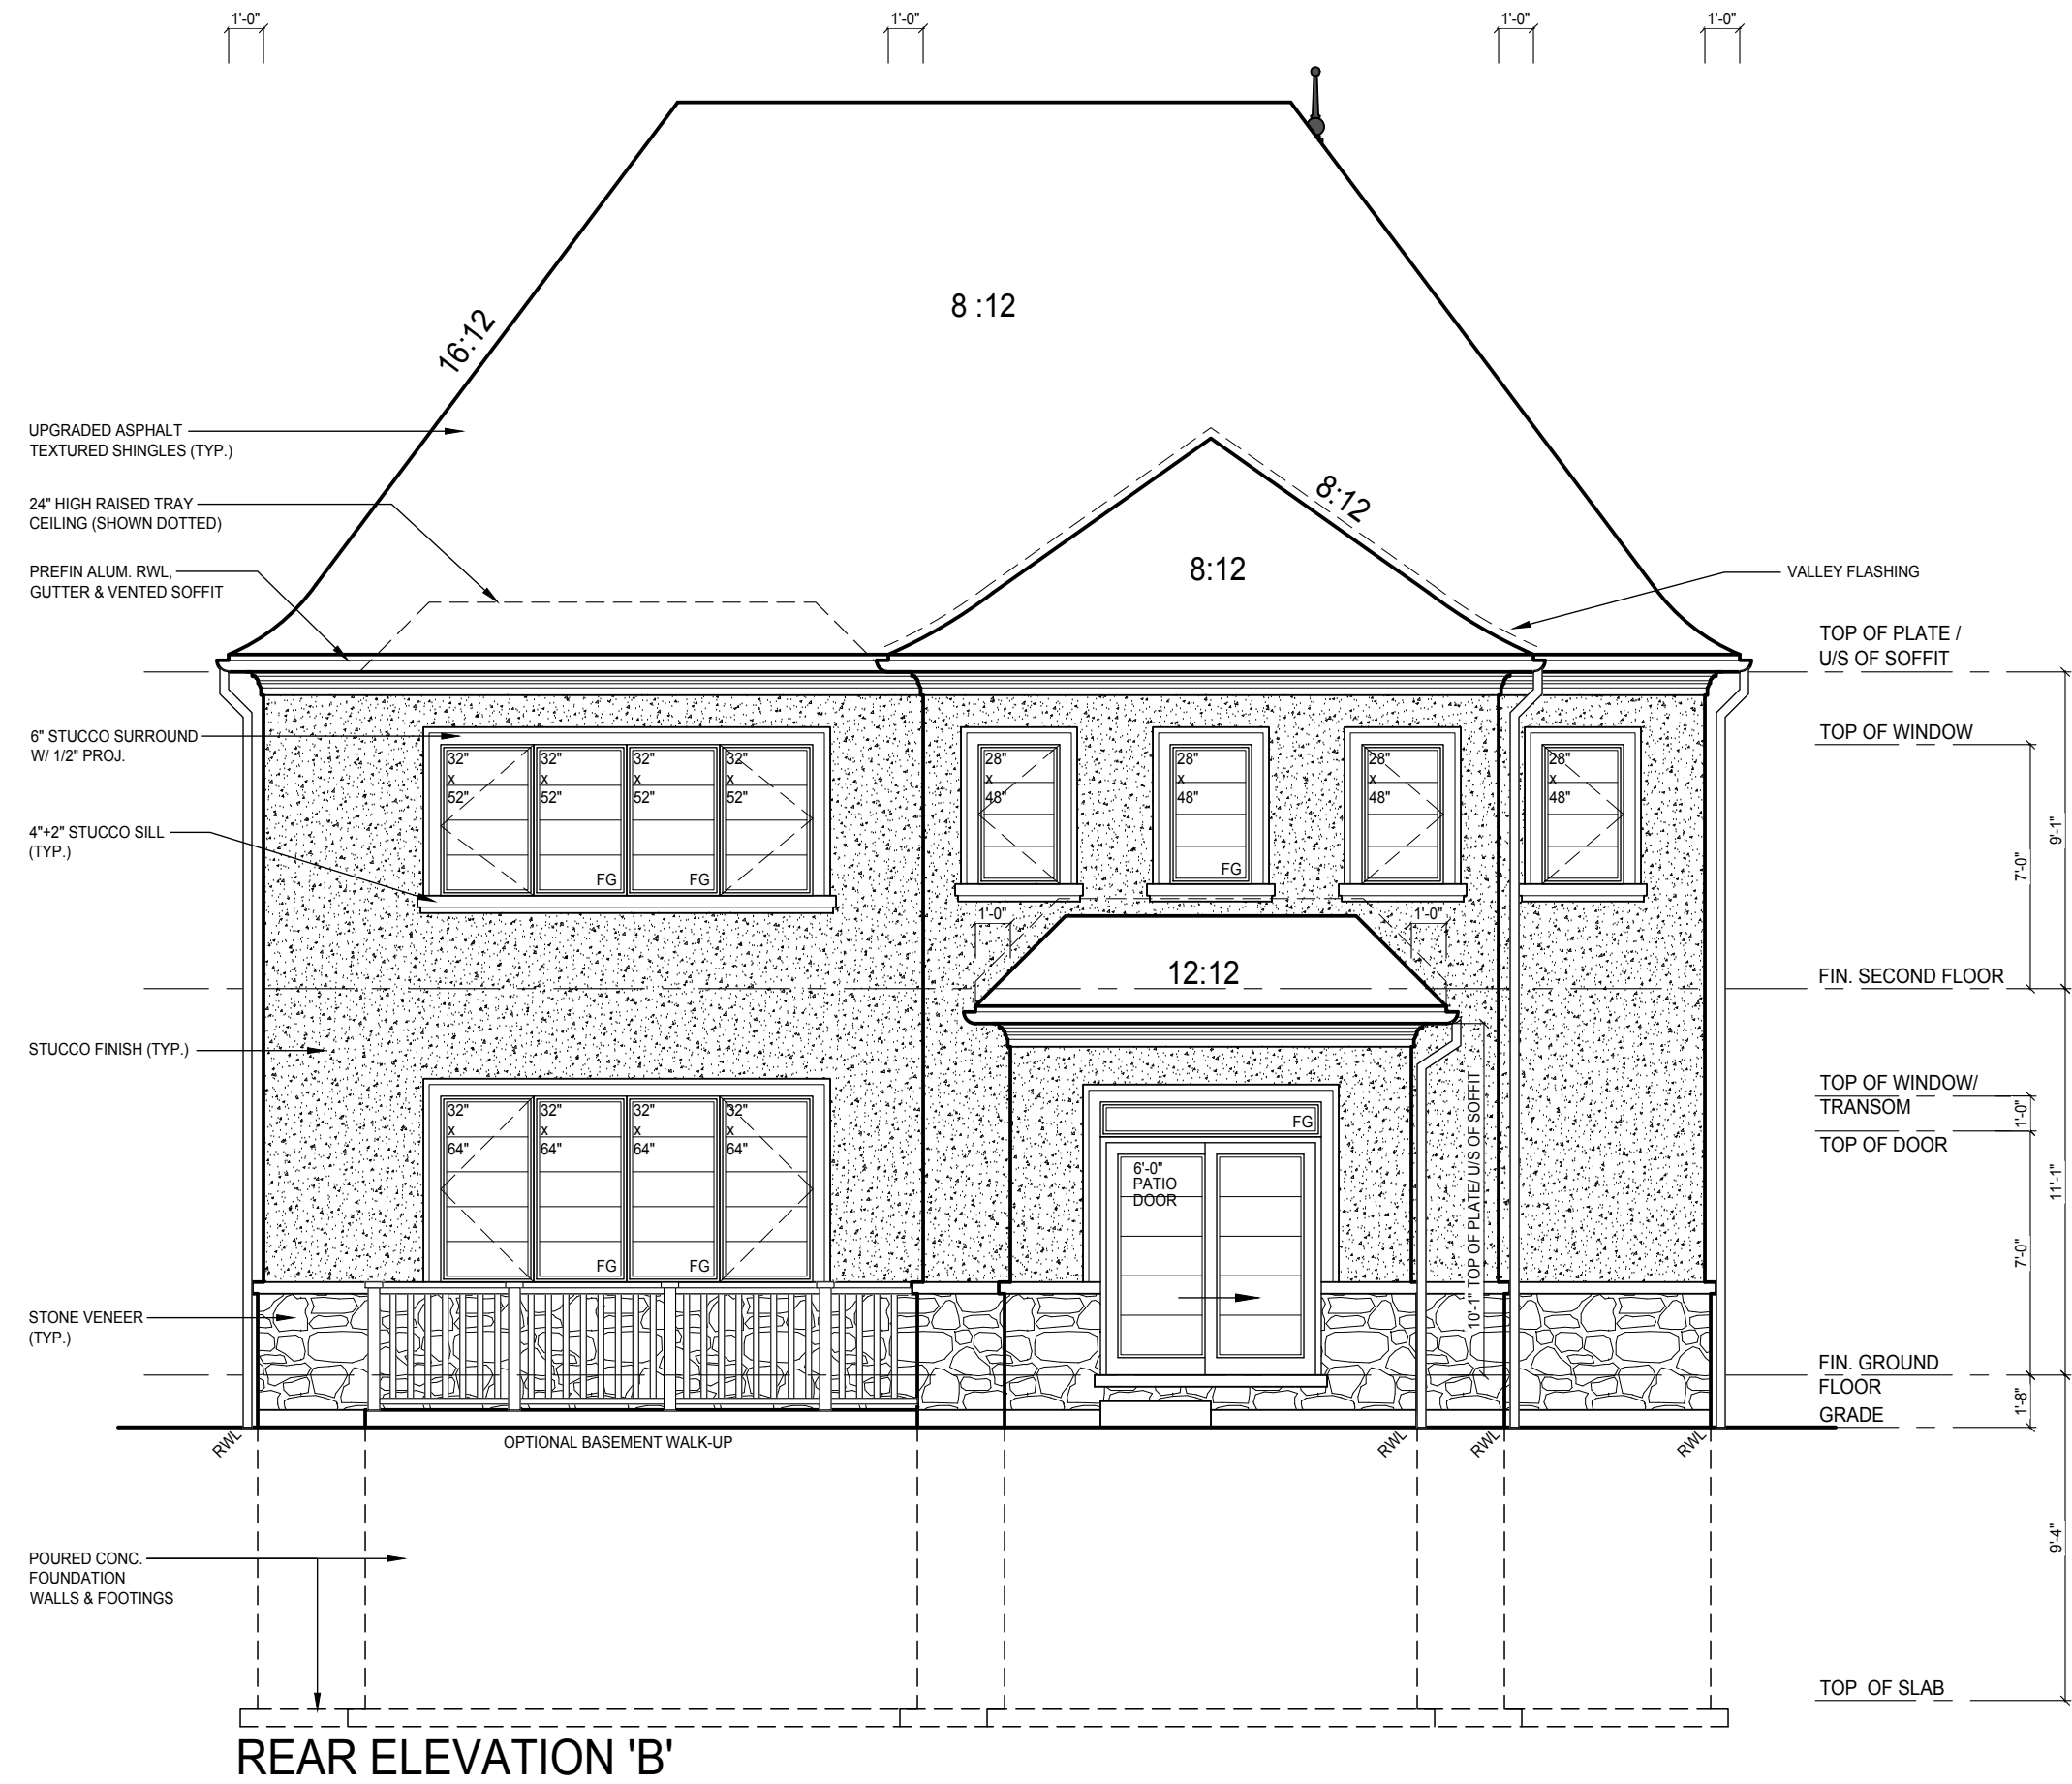 1'-0"
1'-0"
1'-0"
1'-0"
16:12
8 :12
8:12
8:12
UPGRADED ASPHALT
TEXTURED SHINGLES (TYP.)
24" HIGH RAISED TRAY
CEILING (SHOWN DOTTED)
PREFIN ALUM. RWL,
GUTTER & VENTED SOFFIT
VALLEY FLASHING
TOP OF PLATE /
U/S OF SOFFIT
6" STUCCO SURROUND
W/ 1/2" PROJ.
TOP OF WINDOW
32"
x
52"
32"
x
52"
FG
32"
x
52"
FG
32"
x
52"
28"
x
48"
28"
x
48"
FG
28"
x
48"
28"
x
48"
4"+2" STUCCO SILL
(TYP.)
9'-1"
7'-0"
1'-0"
1'-0"
12:12
FIN. SECOND FLOOR
STUCCO FINISH (TYP.)
32"
x
64"
32"
x
64"
FG
32"
x
64"
FG
32"
x
64"
FG
6'-0"
PATIO
DOOR
10'-1" TOP OF PLATE/ U/S OF SOFFIT
TOP OF WINDOW/
TRANSOM
TOP OF DOOR
1'-0"
11'-1"
7'-0"
STONE VENEER
(TYP.)
FIN. GROUND
FLOOR
GRADE
1'-8"
RWL
OPTIONAL BASEMENT WALK-UP
RWL
RWL
RWL
9'-4"
POURED CONC.
FOUNDATION
WALLS & FOOTINGS
TOP OF SLAB
REAR ELEVATION 'B'